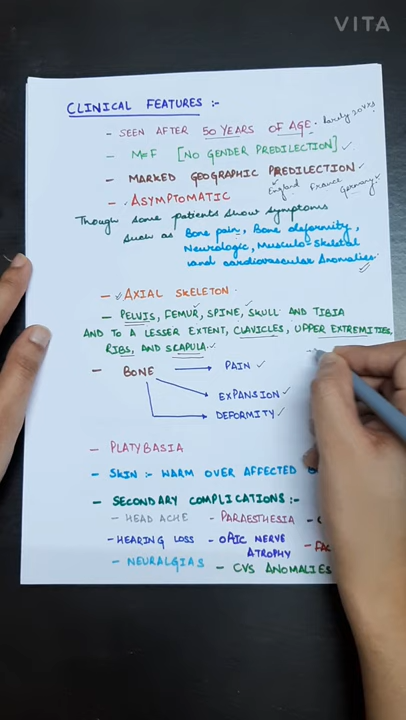 VITA
CLINICAL FEATURES :-
- SEEN AFTER 50 YEARS OF AGE. Rarely 20 yrs
- M=F [NO GENDER PREDILECTION]
- MARKED GEOGRAPHIC PREDILECTION
England France Germany
- ASYMPTOMATIC
Though some patients show symptoms
such as Bone pain, Bone deformity,
Neurologic, Musculo-Skeletal
and cardiovascular Anomalies.
- AXIAL SKELETON
- PELVIS, FEMUR, SPINE, SKULL AND TIBIA
AND TO A LESSER EXTENT, CLAVICLES, UPPER EXTREMITIES,
RIBS, AND SCAPULA.
- BONE → PAIN
→ EXPANSION
→ DEFORMITY
- PLATYBASIA
- SKIN :- WARM OVER AFFECTED
- SECONDARY COMPLICATIONS :-
- HEAD ACHE - PARAESTHESIA -
- HEARING LOSS - OPIC NERVE ATROPHY -
- NEURALGIAS - CVS ANOMALIES